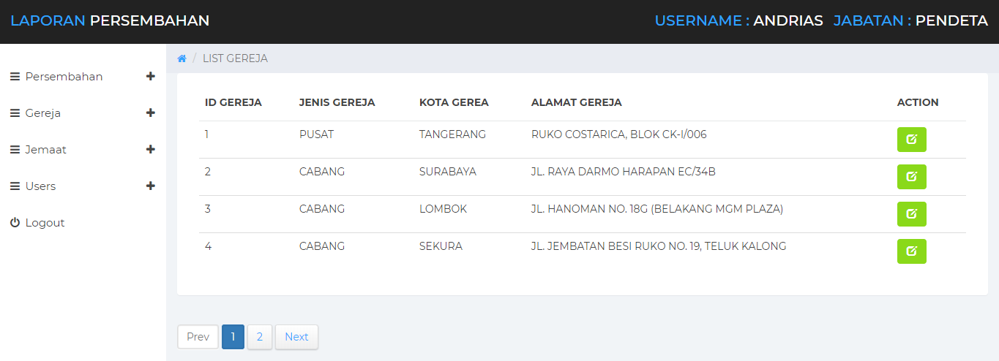 LAPORAN PERSEMBAHAN USERNAME : ANDRIAS JABATAN : PENDETA
/ LIST GEREJA
Persembahan
Gereja
Jemaat
Users
Logout
ID GEREJA JENIS GEREJA KOTA GEREA ALAMAT GEREJA ACTION
1 PUSAT TANGERANG RUKO COSTARICA, BLOK CK-I/006
2 CABANG SURABAYA JL. RAYA DARMO HARAPAN EC/34B
3 CABANG LOMBOK JL. HANOMAN NO. 18G (BELAKANG MGM PLAZA)
4 CABANG SEKURA JL. JEMBATAN BESI RUKO NO. 19, TELUK KALONG
Prev 1 2 Next